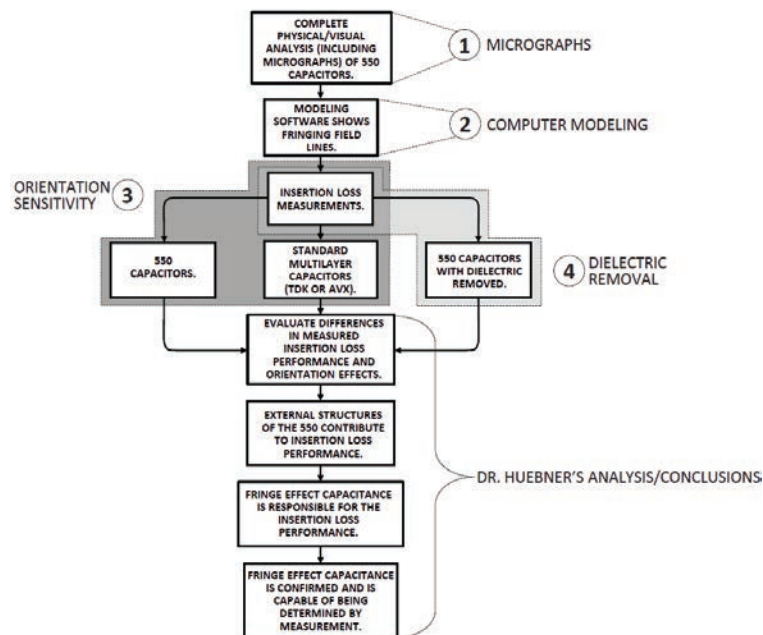 COMPLETE
PHYSICAL/VISUAL
ANALYSIS (INCLUDING
MICROGRAPHS) OF 550
CAPACITORS.
1 MICROGRAPHS
MODELING
SOFTWARE SHOWS
FRINGING FIELD
LINES.
2 COMPUTER MODELING
ORIENTATION
SENSITIVITY
3
INSERTION LOSS
MEASUREMENTS.
550
CAPACITORS.
STANDARD
MULTILAYER
CAPACITORS
(TDK OR AVX).
550 CAPACITORS
WITH DIELECTRIC
REMOVED.
4 DIELECTRIC
REMOVAL
EVALUATE DIFFERENCES
IN MEASURED
INSERTION LOSS
PERFORMANCE AND
ORIENTATION EFFECTS.
EXTERNAL STRUCTURES
OF THE 550 CONTRIBUTE
TO INSERTION LOSS
PERFORMANCE.
DR. HUEBNER'S ANALYSIS/CONCLUSIONS
FRINGE EFFECT CAPACITANCE
IS RESPONSIBLE FOR THE
INSERTION LOSS
PERFORMANCE.
FRINGE EFFECT CAPACITANCE
IS CONFIRMED AND IS
CAPABLE OF BEING
DETERMINED BY
MEASUREMENT.